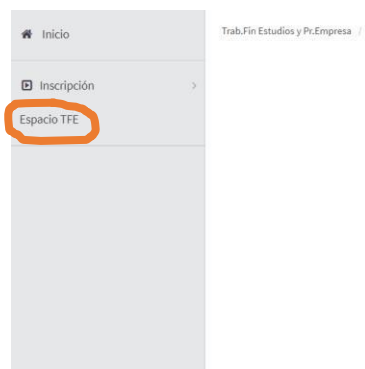 Inicio
Trab.Fin Estudios y Pr.Empresa /
Inscripción
Espacio TFE